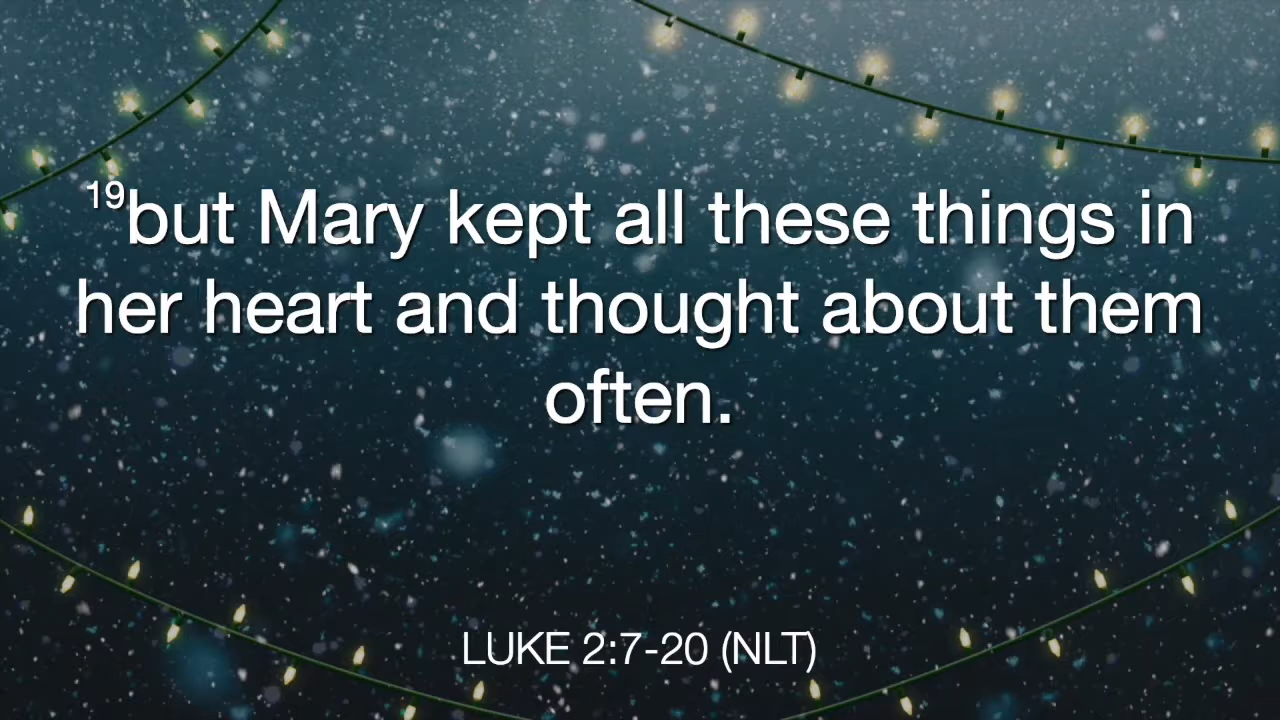 19but Mary kept all these things in
her heart and thought about them
often.
LUKE 2:7-20 (NLT)